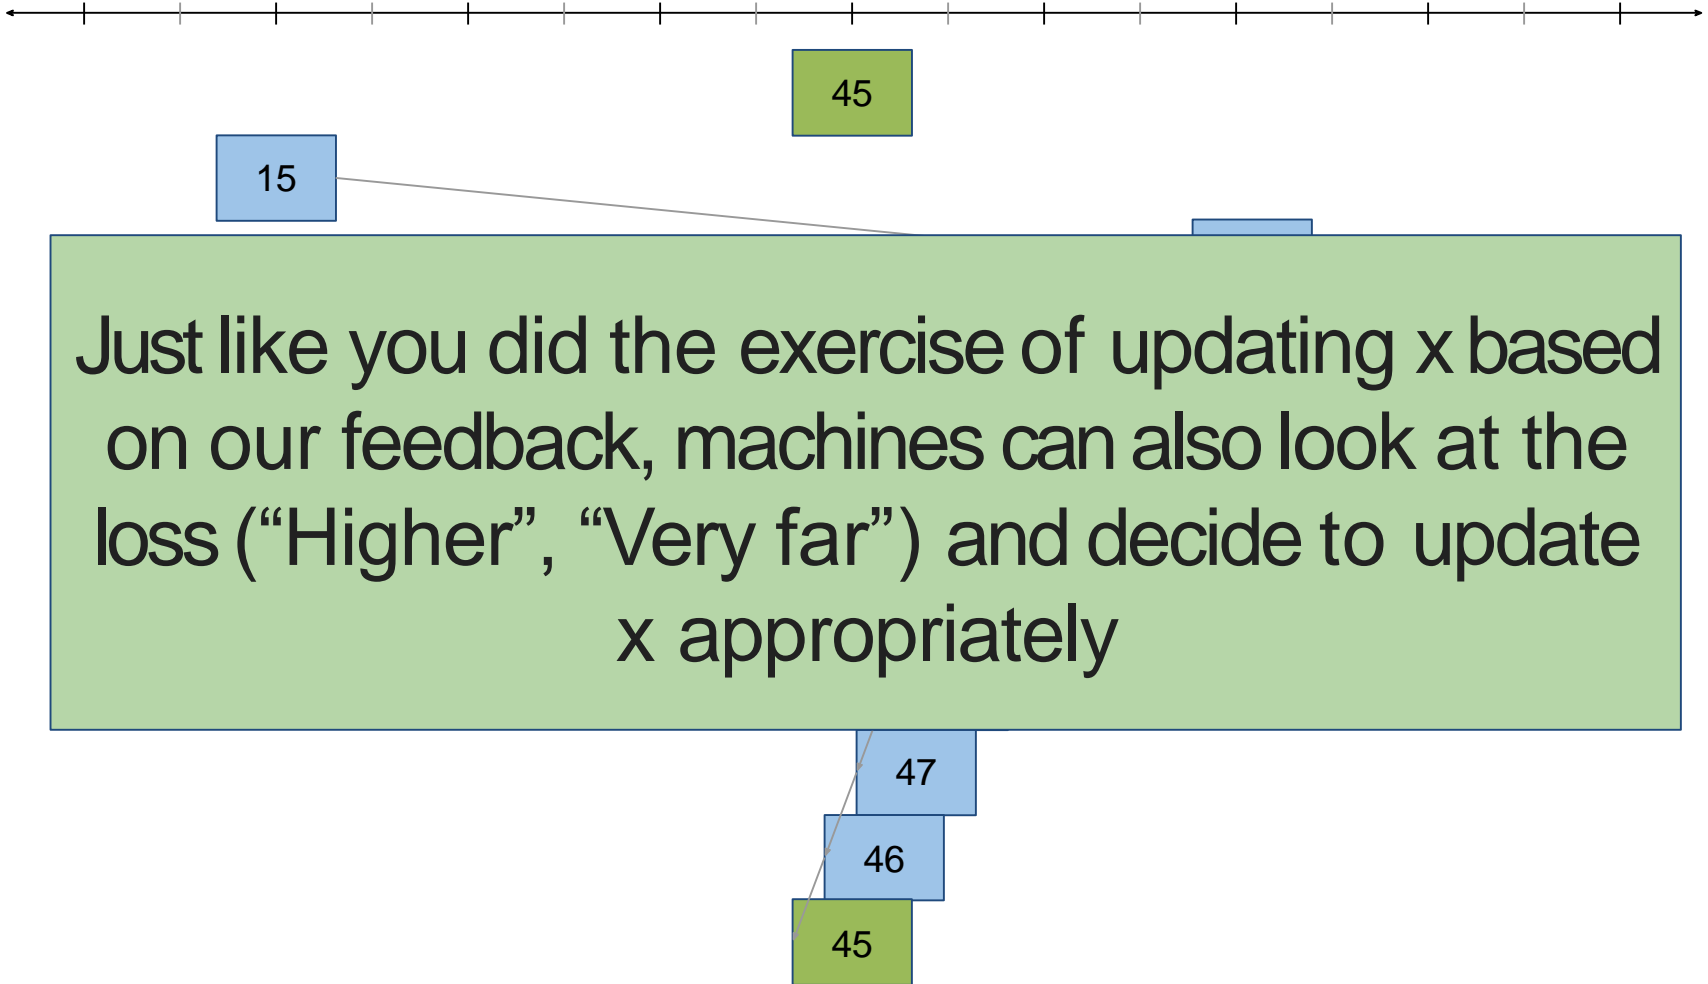 45
15
Just like you did the exercise of updating x based
on our feedback, machines can also look at the
loss (“Higher”, “Very far”) and decide to update
x appropriately
47
46
45